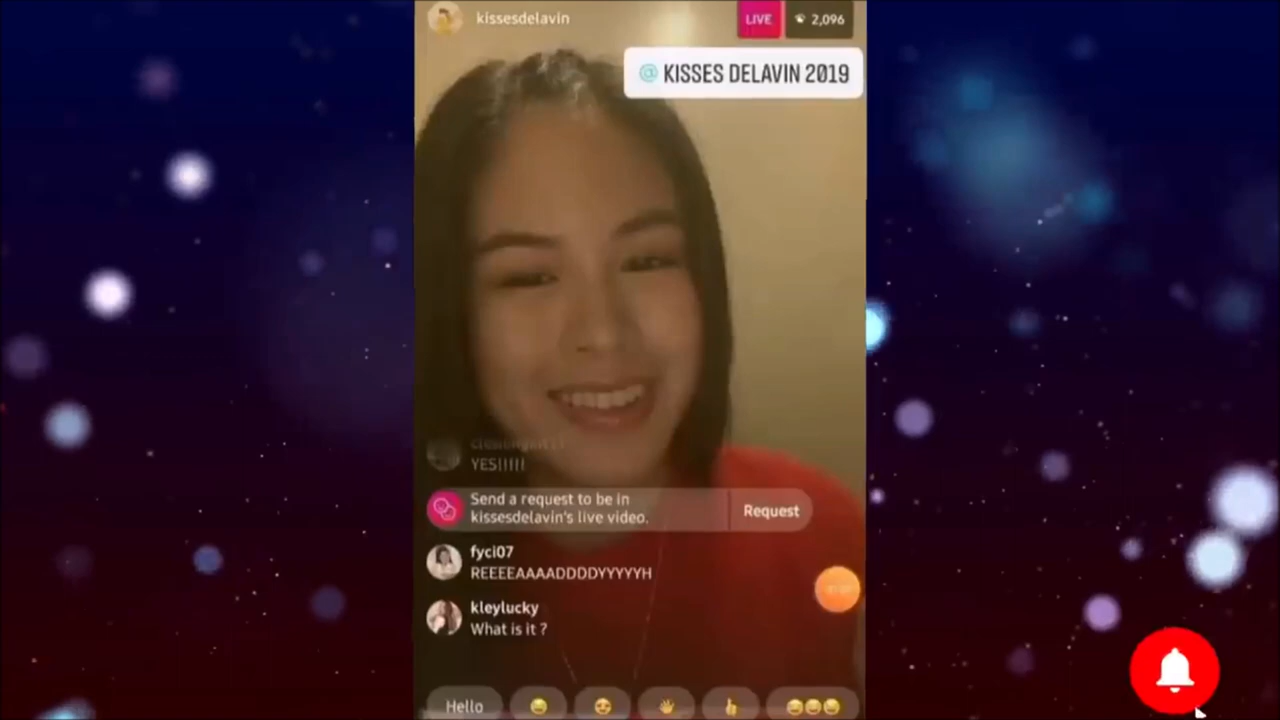 kissesdelavin
LIVE
2,096
@ KISSES DELAVIN 2019
YES!!!!!
Send a request to be in
kissesdelavin's live video.
Request
fyci07
REEEEAAAADDDDYYYYYH
kleylucky
What is it ?
Hello